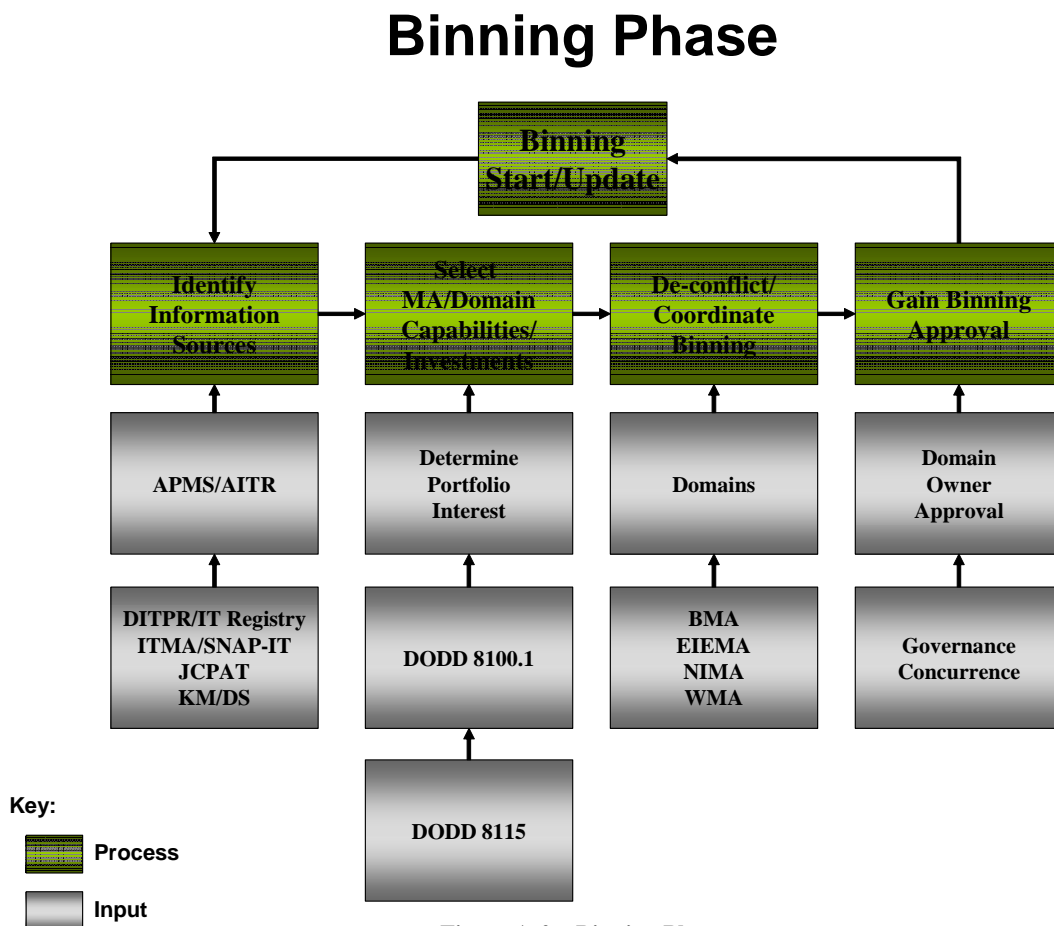 Binning Phase
Binning
Start/Update
Identify
Information
Sources
Select
MA/Domain
Capabilities/
Investments
De-conflict/
Coordinate
Binning
Gain Binning
Approval
APMS/AITR
Determine
Portfolio
Interest
Domains
Domain
Owner
Approval
DITPR/IT Registry
ITMA/SNAP-IT
JCPAT
KM/DS
DODD 8100.1
BMA
EIEMA
NIMA
WMA
Governance
Concurrence
DODD 8115
Key:
Process
Input